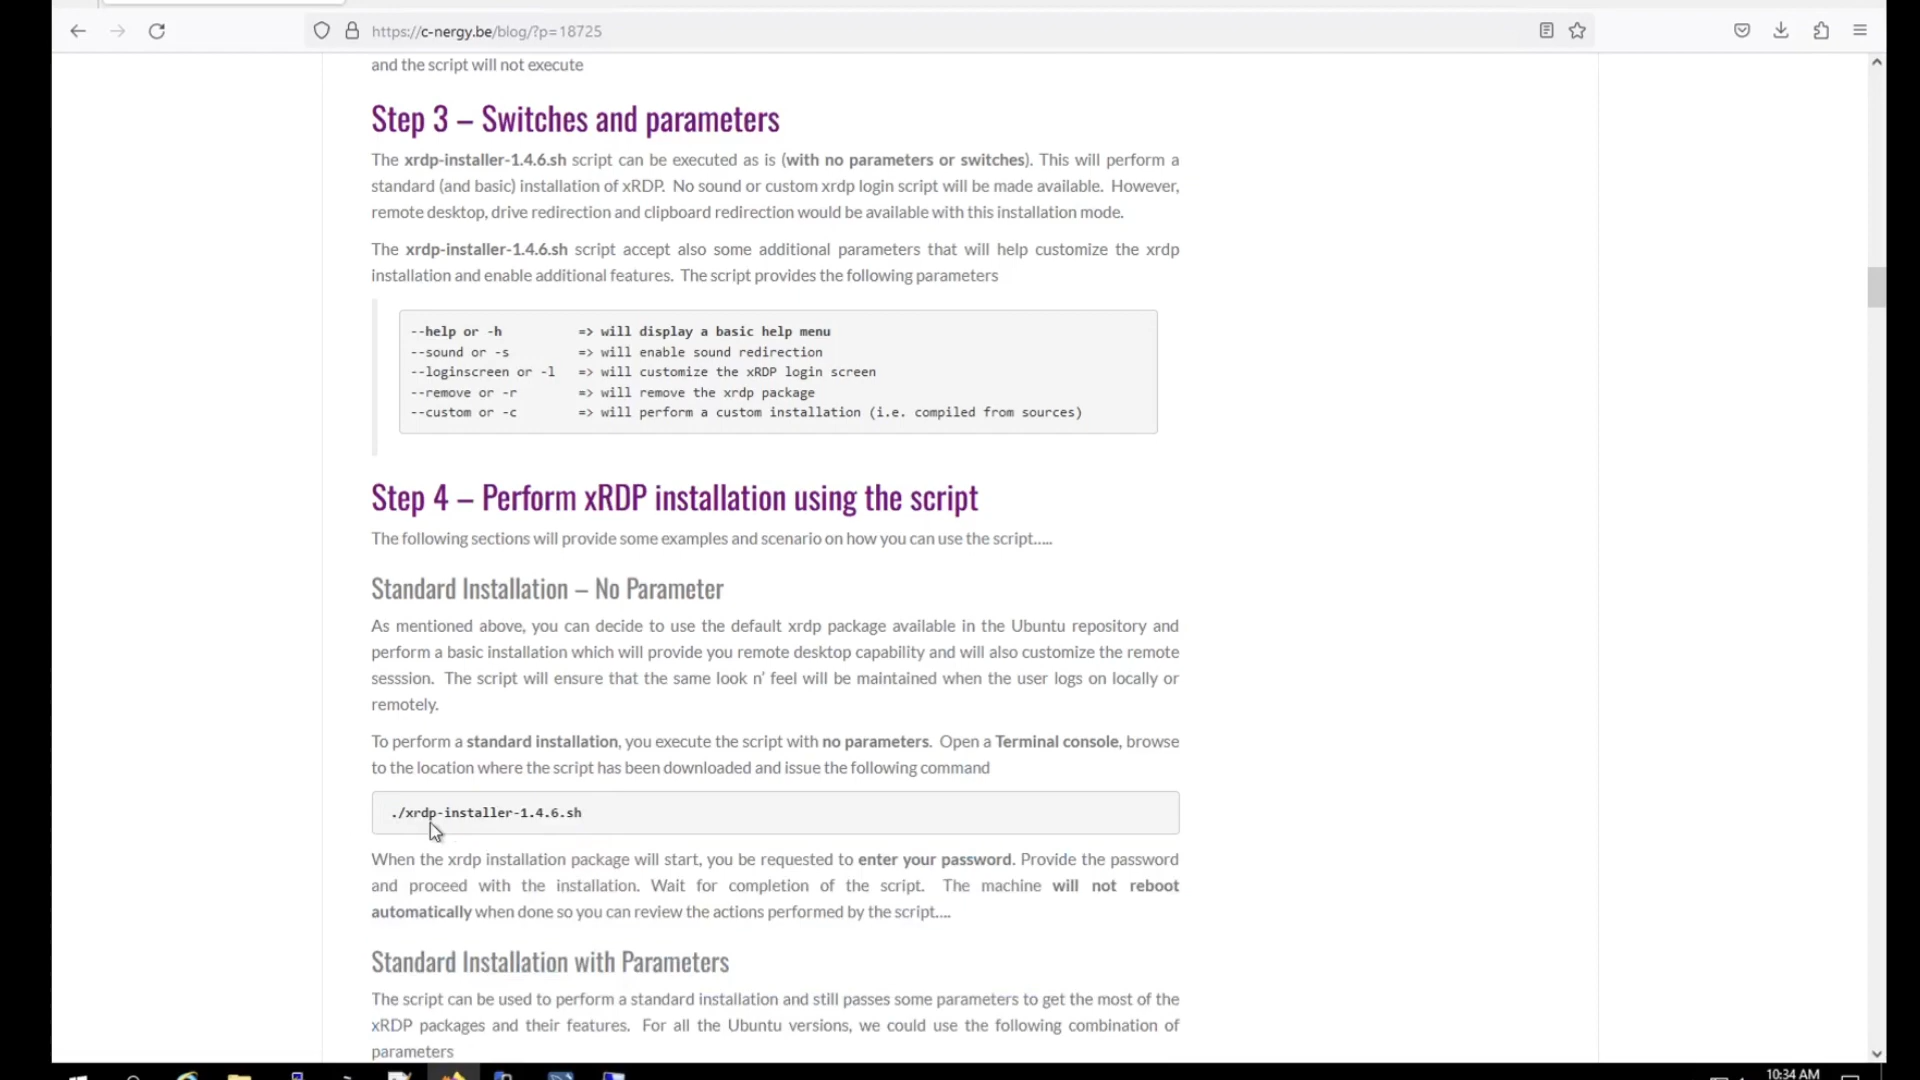 https://c-nergy.be/blog/?p=18725
and the script will not execute
Step 3 – Switches and parameters
The xrdp-installer-1.4.6.sh script can be executed as is (with no parameters or switches). This will perform a
standard (and basic) installation of xRDP. No sound or custom xrdp login script will be made available. However,
remote desktop, drive redirection and clipboard redirection would be available with this installation mode.
The xrdp-installer-1.4.6.sh script accept also some additional parameters that will help customize the xrdp
installation and enable additional features. The script provides the following parameters
--help or -h => will display a basic help menu
--sound or -s => will enable sound redirection
--loginscreen or -l => will customize the xRDP login screen
--remove or -r => will remove the xrdp package
--custom or -c => will perform a custom installation (i.e. compiled from sources)
Step 4 – Perform xRDP installation using the script
The following sections will provide some examples and scenario on how you can use the script…..
Standard Installation – No Parameter
As mentioned above, you can decide to use the default xrdp package available in the Ubuntu repository and
perform a basic installation which will provide you remote desktop capability and will also customize the remote
sesssion. The script will ensure that the same look n’ feel will be maintained when the user logs on locally or
remotely.
To perform a standard installation, you execute the script with no parameters. Open a Terminal console, browse
to the location where the script has been downloaded and issue the following command
./xrdp-installer-1.4.6.sh
When the xrdp installation package will start, you be requested to enter your password. Provide the password
and proceed with the installation. Wait for completion of the script. The machine will not reboot
automatically when done so you can review the actions performed by the script….
Standard Installation with Parameters
The script can be used to perform a standard installation and still passes some parameters to get the most of the
xRDP packages and their features. For all the Ubuntu versions, we could use the following combination of
parameters
10:34 AM